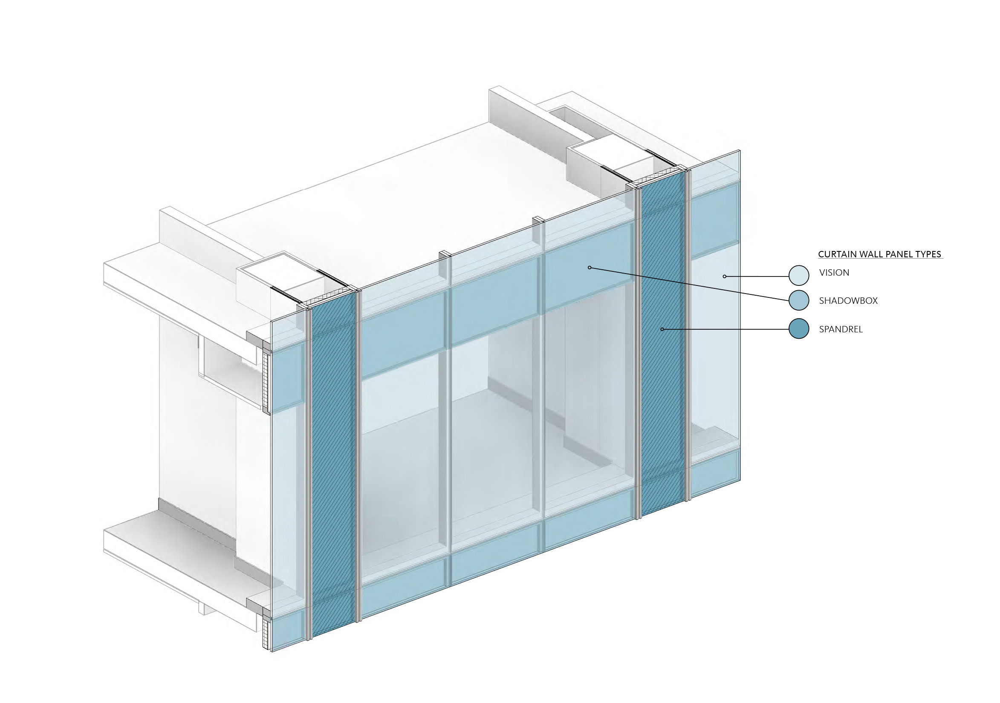 CURTAIN WALL PANEL TYPES
VISION
SHADOWBOX
SPANDREL